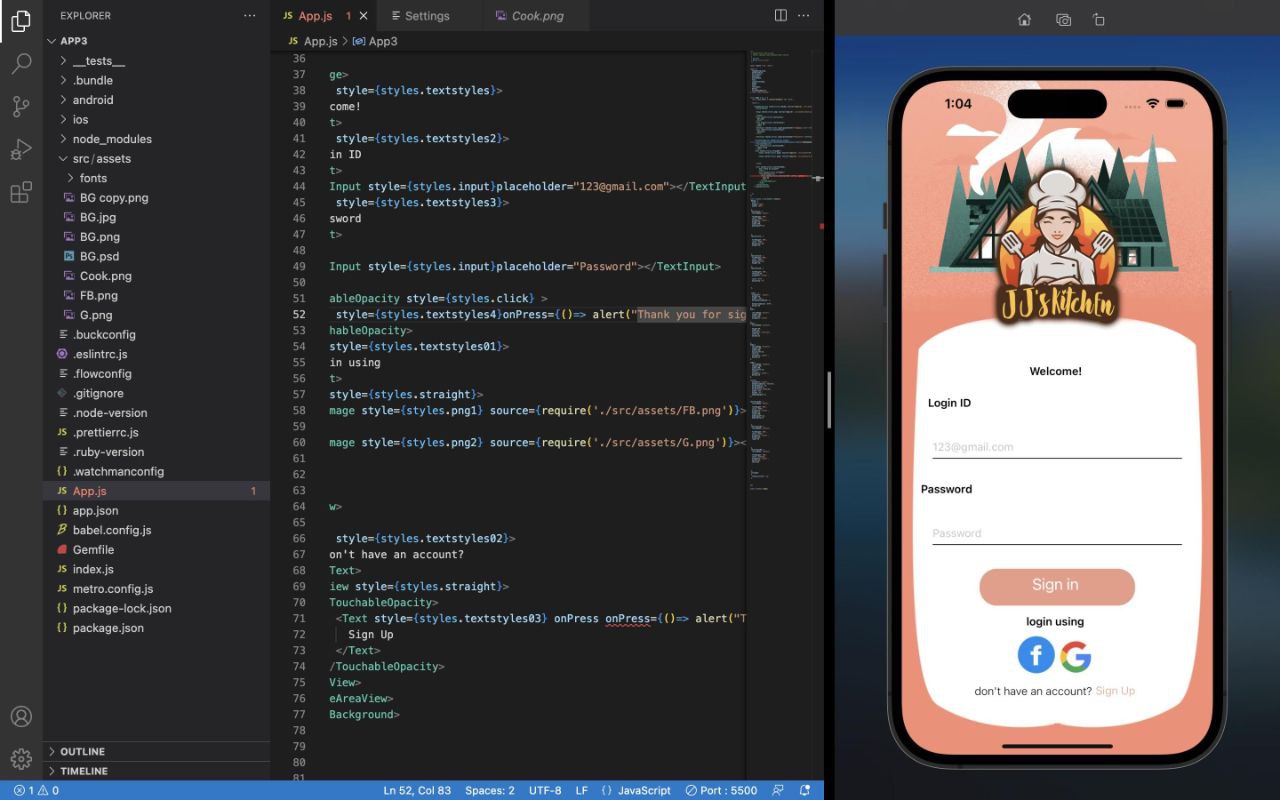 EXPLORER
APP3
__tests__
.bundle
android
ios
node_modules
src/assets
fonts
BG copy.png
BG.jpg
BG.png
BG.psd
Cook.png
FB.png
G.png
.buckconfig
.eslintrc.js
.flowconfig
.gitignore
.node-version
.prettierrc.js
.ruby-version
.watchmanconfig
App.js 1
app.json
babel.config.js
Gemfile
index.js
metro.config.js
package-lock.json
package.json
OUTLINE
TIMELINE
JS App.js 1 Settings Cook.png
JS App.js > App3
36
37 ge>
38 style={styles.textstyles}>
39 come!
40 t>
41 style={styles.textstyles2}>
42 in ID
43 t>
44 Input style={styles.input}placeholder="123@gmail.com"></TextInput
45 style={styles.textstyles3}>
46 sword
47 t>
48
49 Input style={styles.input}placeholder="Password"></TextInput>
50
51 ableOpacity style={styles.click} >
52 style={styles.textstyles4}onPress={()=> alert("Thank you for sig
53 hableOpacity>
54 style={styles.textstyles01}>
55 in using
56 t>
57 style={styles.straight}>
58 mage style={styles.png1} source={require('./src/assets/FB.png')}>
59
60 mage style={styles.png2} source={require('./src/assets/G.png')}><
61
62
63
64 w>
65
66 style={styles.textstyles02}>
67 on't have an account?
68 Text>
69 iew style={styles.straight}>
70 TouchableOpacity>
71 <Text style={styles.textstyles03} onPress onPress={()=> alert("T
72 Sign Up
73 </Text>
74 /TouchableOpacity>
75 View>
76 eAreaView>
77 Background>
78
79
80
81
1 0
Ln 52, Col 83 Spaces: 2 UTF-8 LF {} JavaScript Port : 5500
1:04
JJ's KitchEn
Welcome!
Login ID
123@gmail.com
Password
Password
Sign in
login using
f G
don't have an account? Sign Up